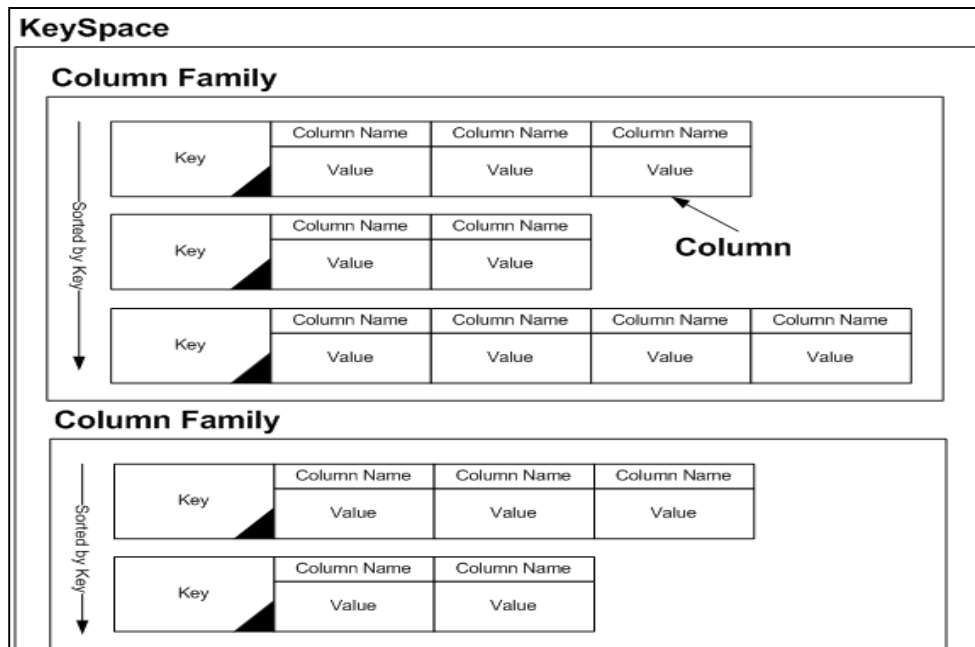 KeySpace
Column Family
Sorted by Key
Column Name Column Name Column Name
Key
Value Value Value
Column
Column Name Column Name
Key
Value Value
Column Name Column Name Column Name Column Name
Key
Value Value Value Value
Column Family
Sorted by Key
Column Name Column Name Column Name
Key
Value Value Value
Column Name Column Name
Key
Value Value